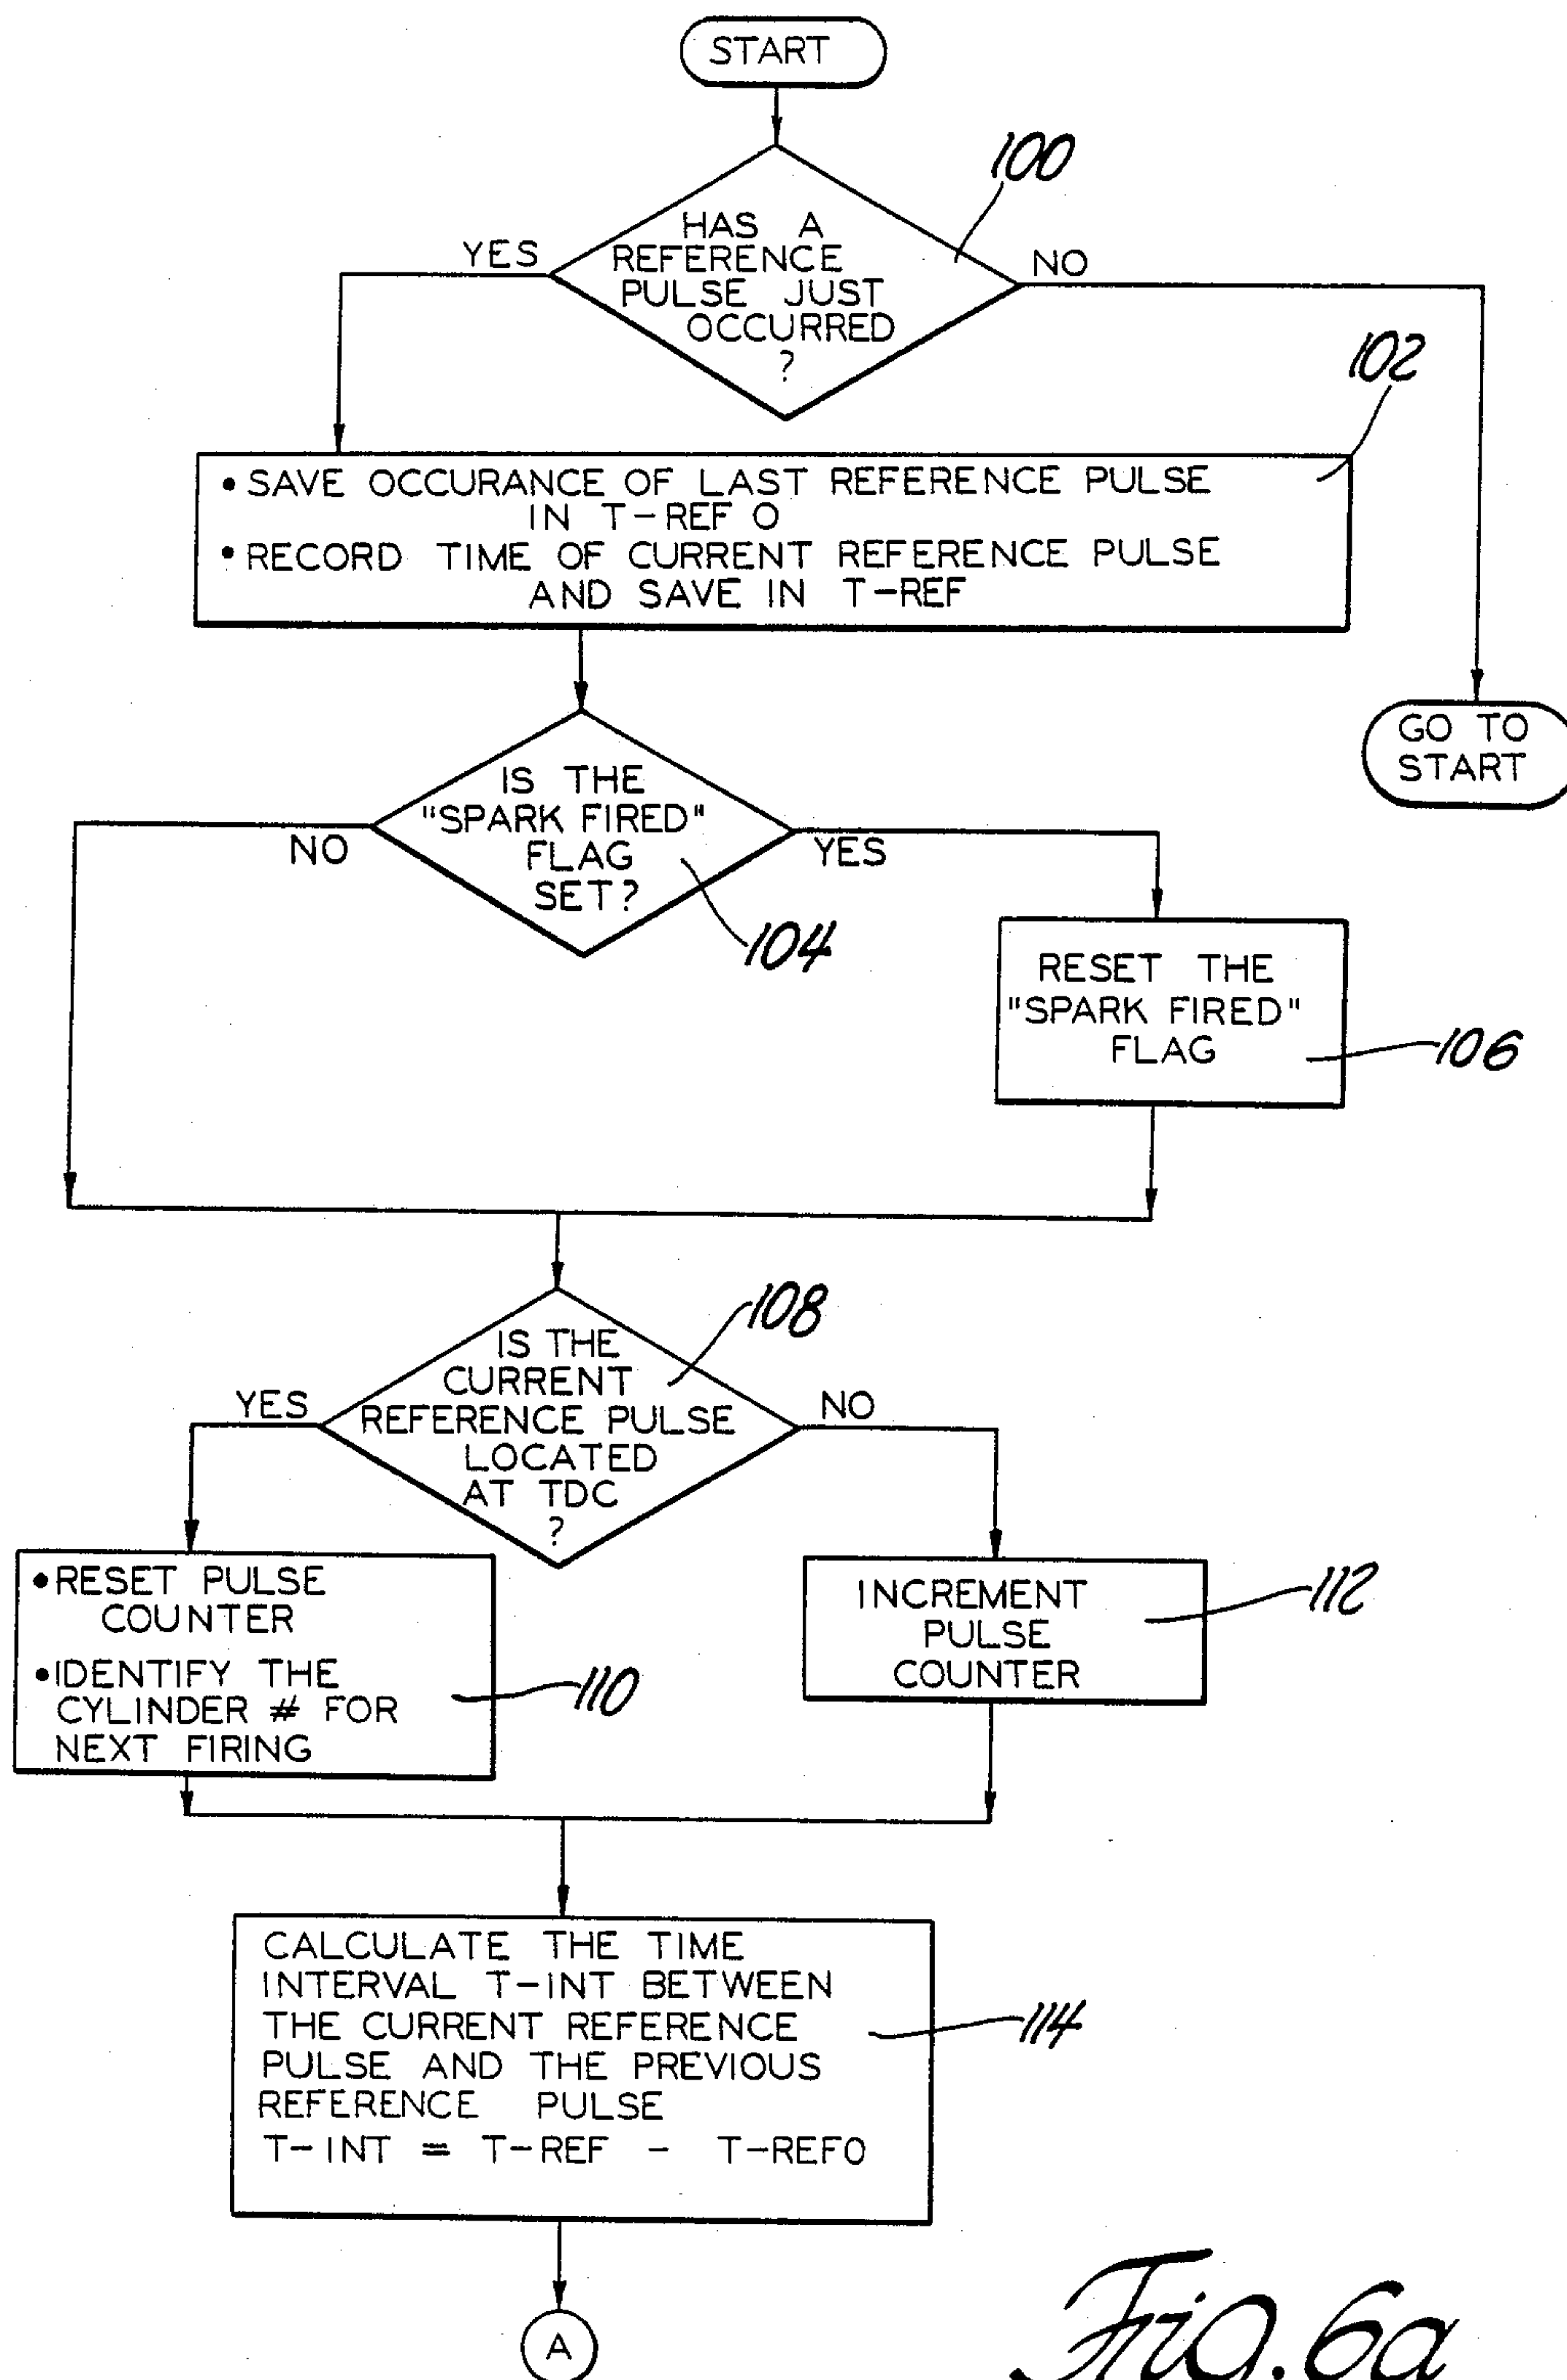 START
100
HAS A
REFERENCE
PULSE JUST
OCCURRED
?
YES
NO
102
• SAVE OCCURANCE OF LAST REFERENCE PULSE
IN T-REF 0
• RECORD TIME OF CURRENT REFERENCE PULSE
AND SAVE IN T-REF
GO TO
START
IS THE
"SPARK FIRED"
FLAG
SET?
NO
YES
104
RESET THE
"SPARK FIRED"
FLAG
106
108
IS THE
CURRENT
REFERENCE PULSE
LOCATED
AT TDC
?
YES
NO
• RESET PULSE
COUNTER
• IDENTIFY THE
CYLINDER # FOR
NEXT FIRING
110
INCREMENT
PULSE
COUNTER
112
CALCULATE THE TIME
INTERVAL T-INT BETWEEN
THE CURRENT REFERENCE
PULSE AND THE PREVIOUS
REFERENCE PULSE
T-INT = T-REF - T-REF0
114
A
Fig. 6a